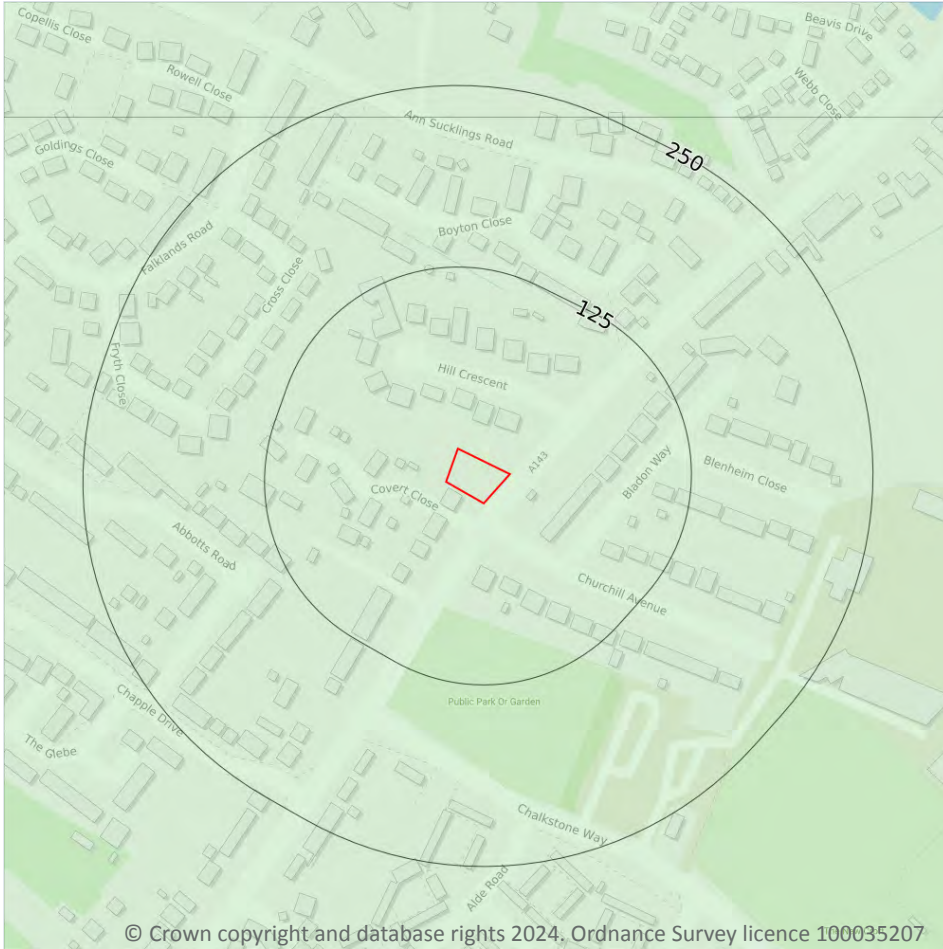 Copellis Close
Beavis Drive
Rowell Close
Webb Close
Ann Sucklings Road
250
Goldings Close
Boyton Close
Falklands Road
Cross Close
125
Fryth Close
Hill Crescent
A143
Blenheim Close
Bladon Way
Covert Close
Abbotts Road
Churchill Avenue
Public Park Or Garden
Chapple Drive
The Glebe
Chalkstone Way
Alde Road
© Crown copyright and database rights 2024. Ordnance Survey licence 100035207